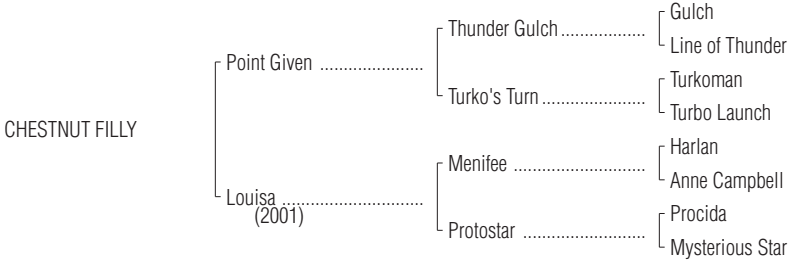 Gulch
Thunder Gulch ..................
Line of Thunder
Point Given ......................
Turkoman
Turko's Turn ......................
Turbo Launch
CHESTNUT FILLY
Harlan
Menifee ............................
Anne Campbell
Louisa ..............................
(2001)
Procida
Protostar ..........................
Mysterious Star